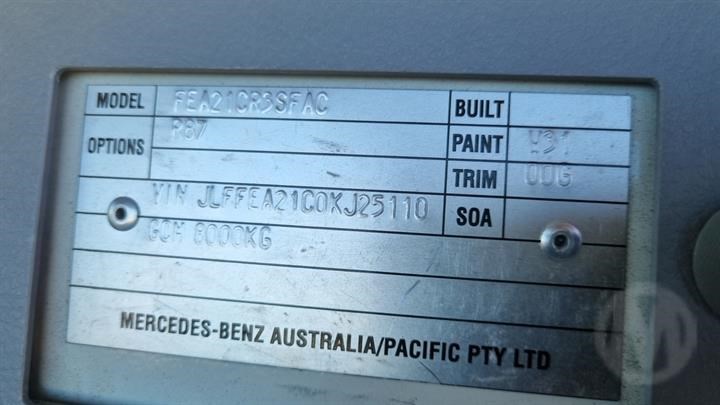 MODEL FEA21CR3SFAC BUILT
OPTIONS P87 PAINT W31
TRIM 00G
VIN JLFFEA21C0KJ25110 SOA
GCM 8000KG
MERCEDES-BENZ AUSTRALIA/PACIFIC PTY LTD